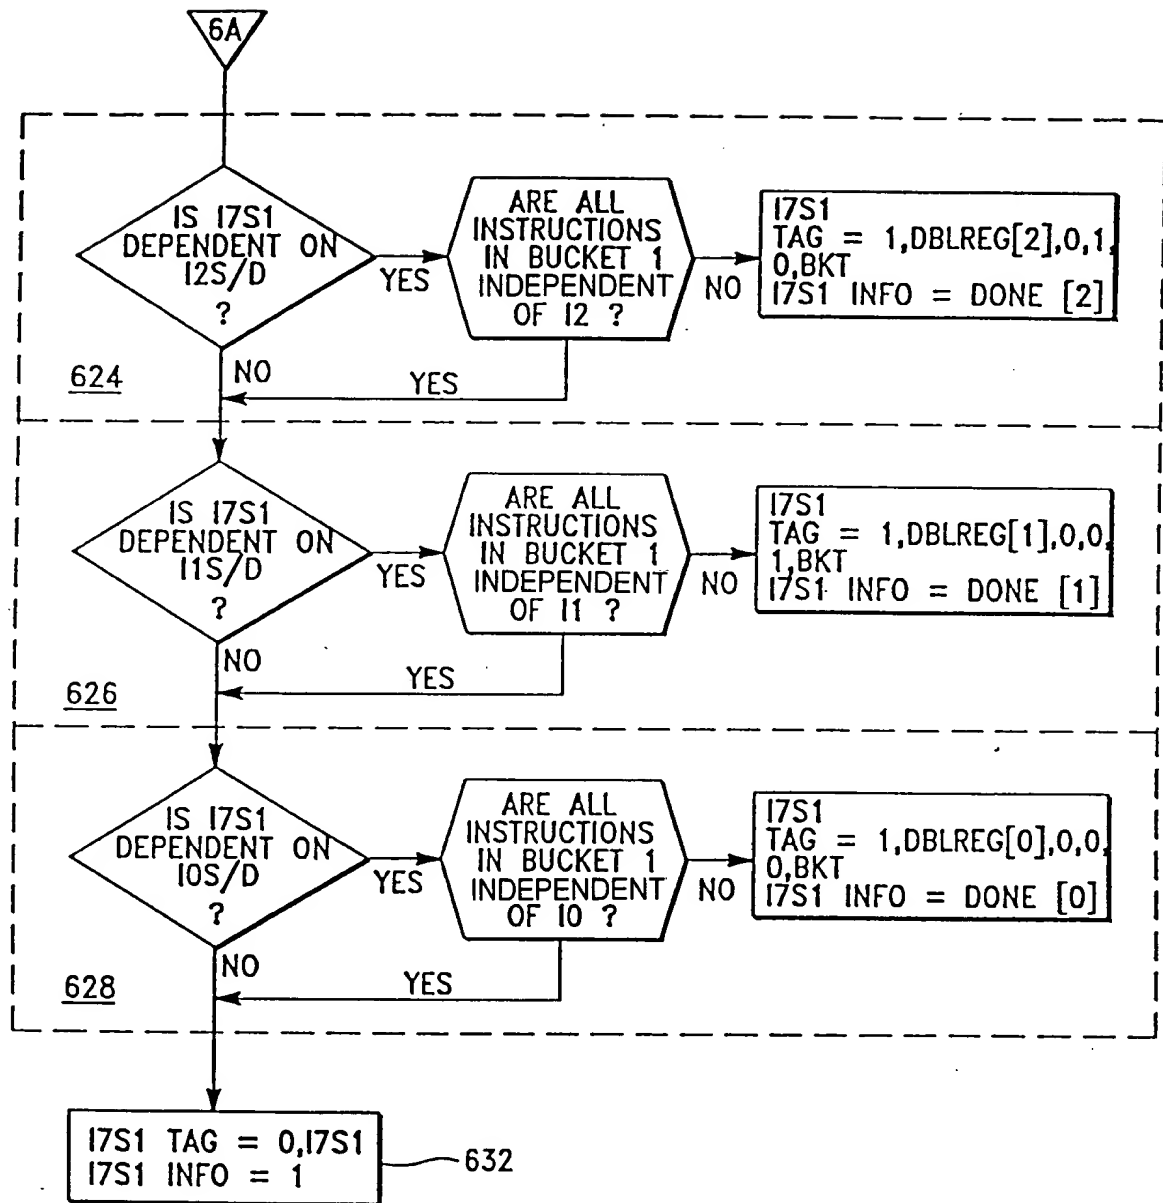 6A
IS I7S1
DEPENDENT ON
I2S/D
?
YES
NO
ARE ALL
INSTRUCTIONS
IN BUCKET 1
INDEPENDENT
OF I2 ?
YES
NO
I7S1
TAG = 1,DBLREG[2],0,1,
0,BKT
I7S1 INFO = DONE [2]
624
IS I7S1
DEPENDENT ON
I1S/D
?
YES
NO
ARE ALL
INSTRUCTIONS
IN BUCKET 1
INDEPENDENT
OF I1 ?
YES
NO
I7S1
TAG = 1,DBLREG[1],0,0,
1,BKT
I7S1 INFO = DONE [1]
626
IS I7S1
DEPENDENT ON
I0S/D
?
YES
NO
ARE ALL
INSTRUCTIONS
IN BUCKET 1
INDEPENDENT
OF I0 ?
YES
NO
I7S1
TAG = 1,DBLREG[0],0,0,
0,BKT
I7S1 INFO = DONE [0]
628
I7S1 TAG = 0,I7S1
I7S1 INFO = 1
632